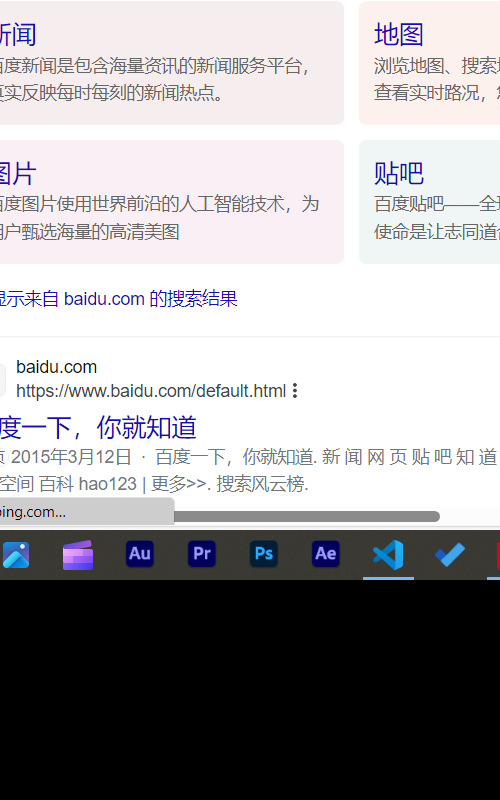 新闻
百度新闻是包含海量资讯的新闻服务平台，
真实反映每时每刻的新闻热点。
地图
浏览地图、搜索
查看实时路况，
图片
百度图片使用世界前沿的人工智能技术，为
用户甄选海量的高清美图
贴吧
百度贴吧——全
使命是让志同道
显示来自 baidu.com 的搜索结果
baidu.com
https://www.baidu.com/default.html
度一下，你就知道
2015年3月12日 · 百度一下，你就知道. 新 闻 网 页 贴 吧 知 道
空间 百科 hao123 | 更多>>. 搜索风云榜.
ping.com...
Au Pr Ps Ae